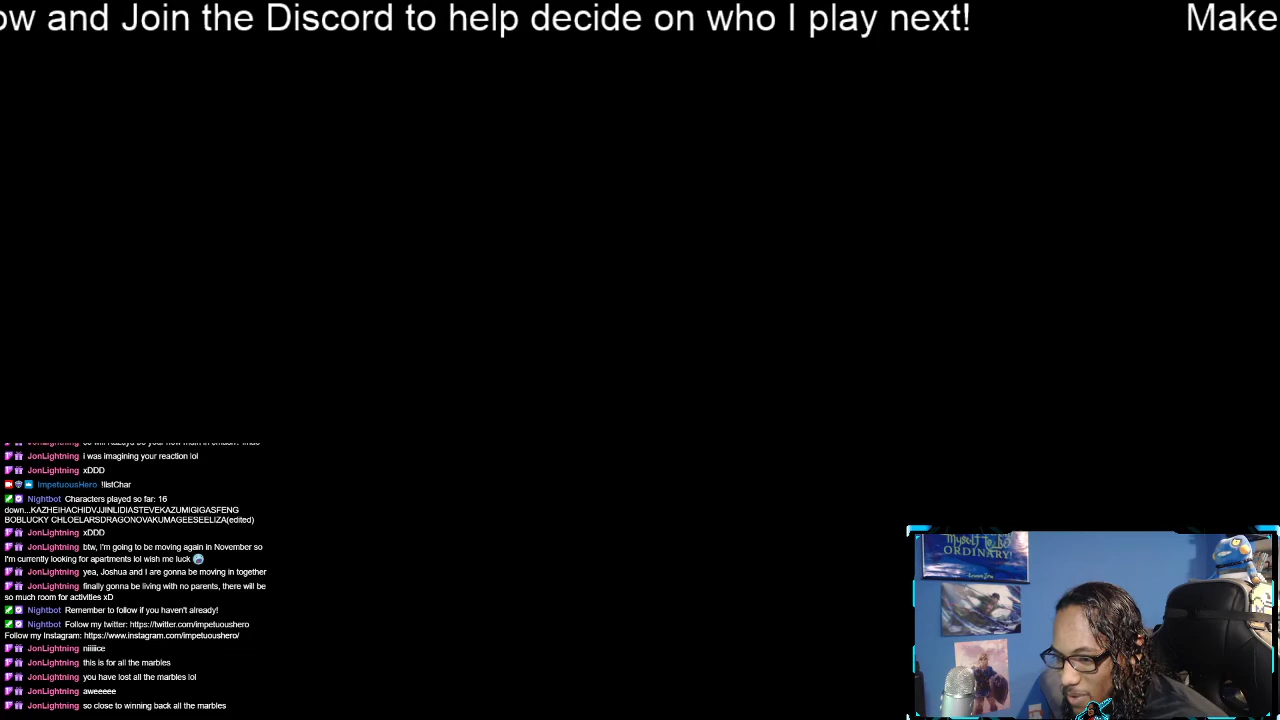 ow and Join the Discord to help decide on who I play next! Make
JonLightning i was imagining your reaction lol
JonLightning xDDD
ImpetuousHero !listChar
Nightbot Characters played so far: 16
down...KAZHEIHACHIDVJJINLIDIASTEVEKAZUMIGIGASFENG
BOBLUCKY CHLOELARSDRAGONOVAKUMAGEESEELIZA(edited)
JonLightning xDDD
JonLightning btw, I'm going to be moving again in November so
I'm currently looking for apartments lol wish me luck
JonLightning yea, Joshua and I are gonna be moving in together
JonLightning finally gonna be living with no parents, there will be
so much room for activities xD
Nightbot Remember to follow if you haven't already!
Nightbot Follow my twitter: https://twitter.com/impetuoushero
Follow my Instagram: https://www.instagram.com/impetuoushero/
JonLightning niiiiice
JonLightning this is for all the marbles
JonLightning you have lost all the marbles lol
JonLightning aweeeee
JonLightning so close to winning back all the marbles
Myself to be
ORDINARY!